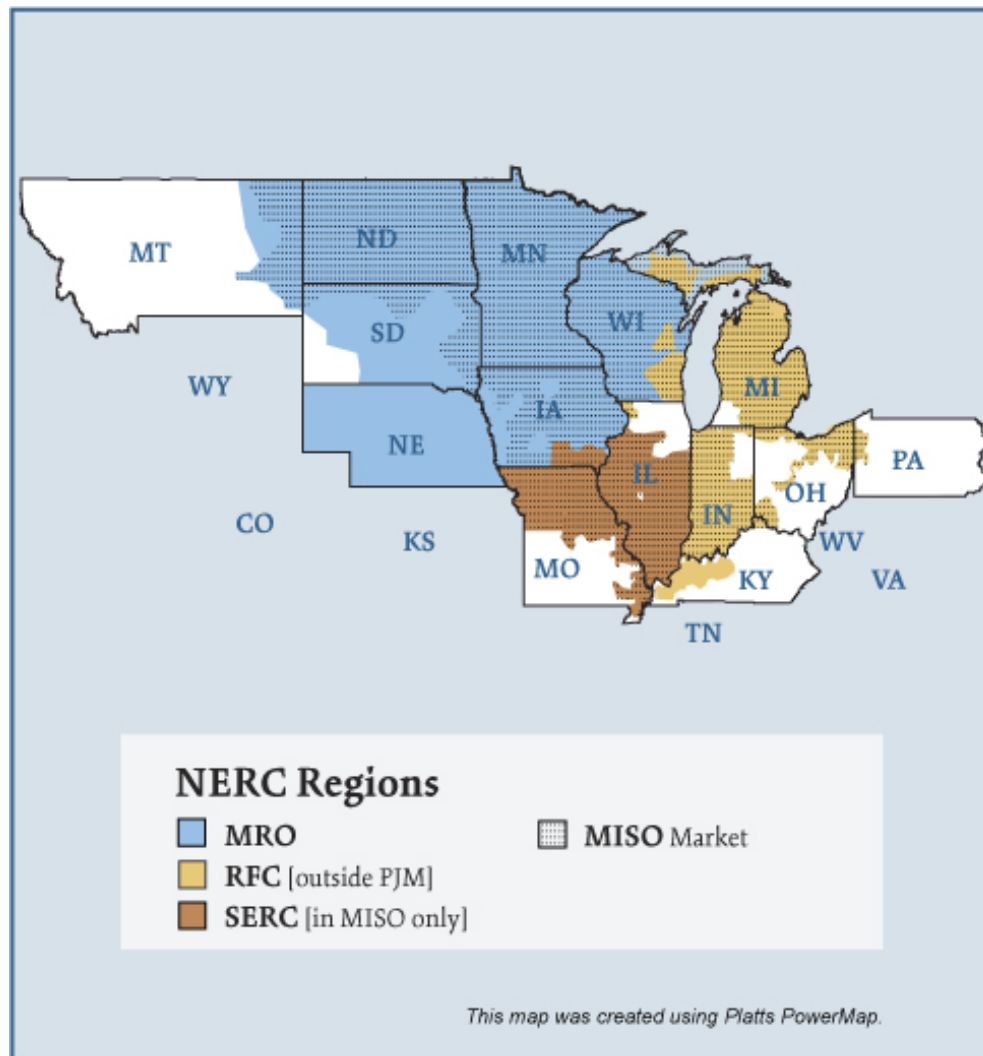 MT
ND
MN
SD
WI
WY
MI
IA
NE
PA
IL
OH
IN
CO
KS
WV
MO
KY
VA
TN
NERC Regions
MRO
MISO Market
RFC [outside PJM]
SERC [in MISO only]
This map was created using Platts PowerMap.